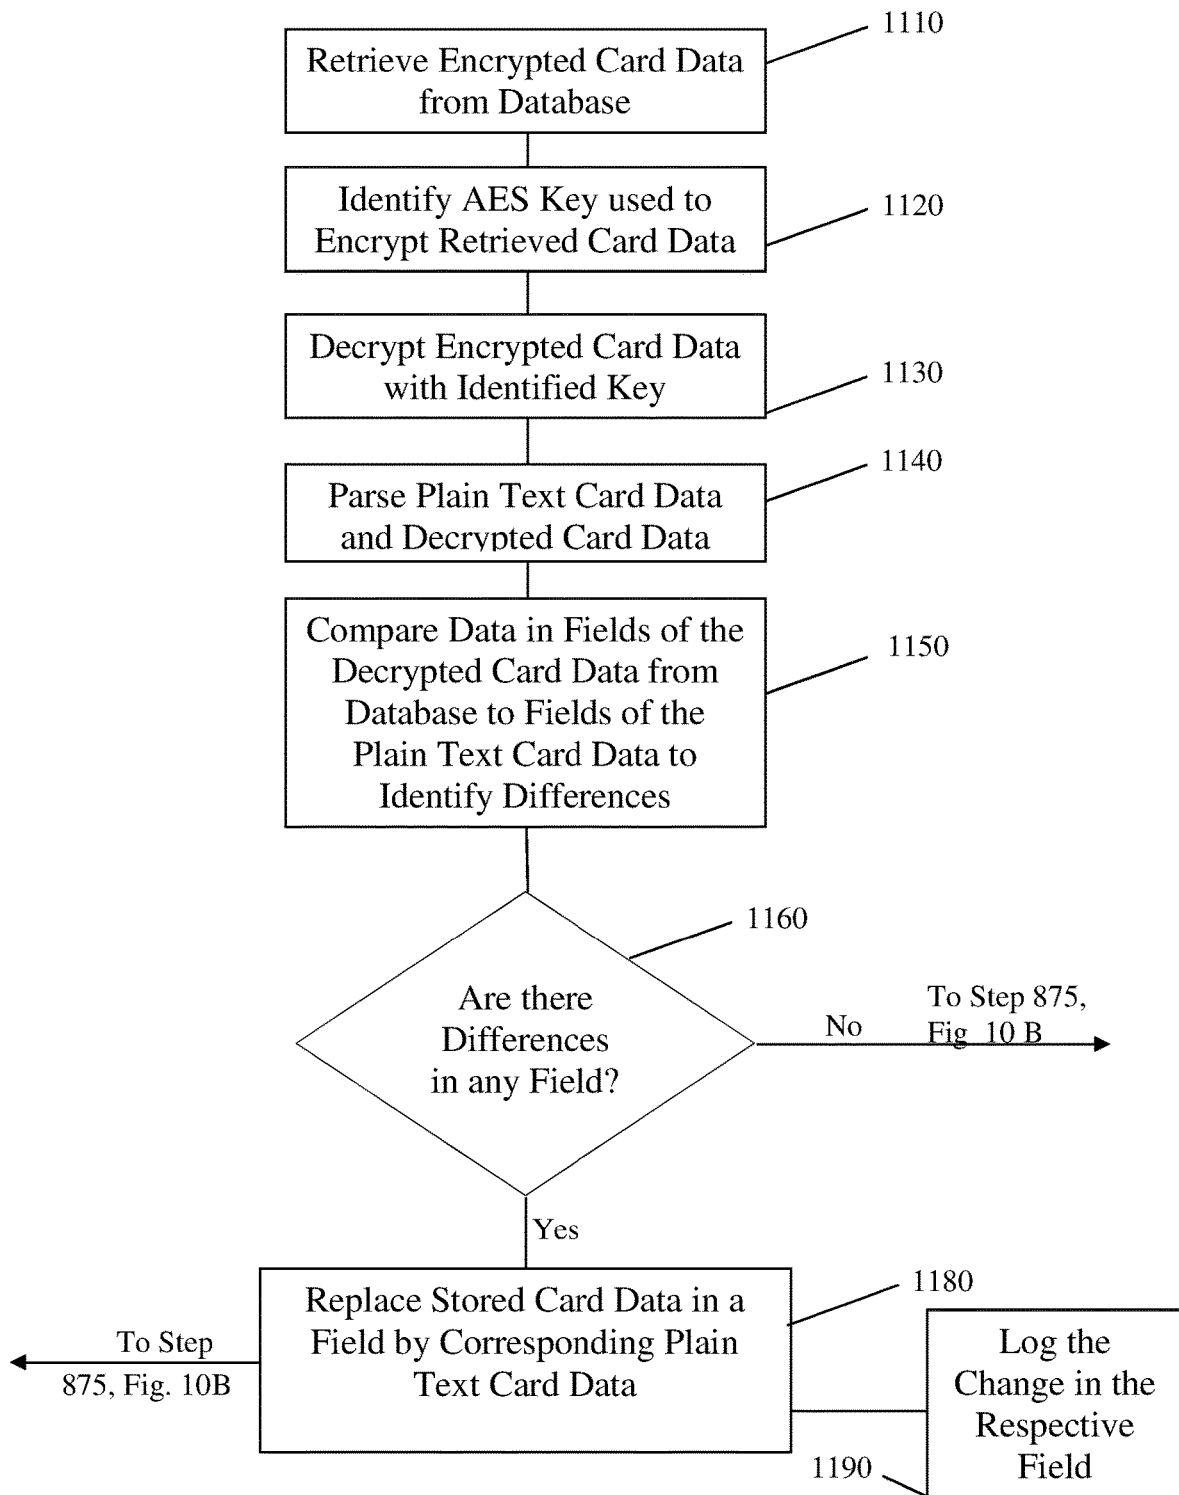 1110
Retrieve Encrypted Card Data
from Database
Identify AES Key used to
Encrypt Retrieved Card Data
1120
Decrypt Encrypted Card Data
with Identified Key
1130
1140
Parse Plain Text Card Data
and Decrypted Card Data
Compare Data in Fields of the
Decrypted Card Data from
Database to Fields of the
Plain Text Card Data to
Identify Differences
1150
1160
Are there
Differences
in any Field?
No
To Step 875,
Fig 10 B
Yes
Replace Stored Card Data in a
Field by Corresponding Plain
Text Card Data
1180
To Step
875, Fig. 10B
Log the
Change in the
Respective
Field
1190